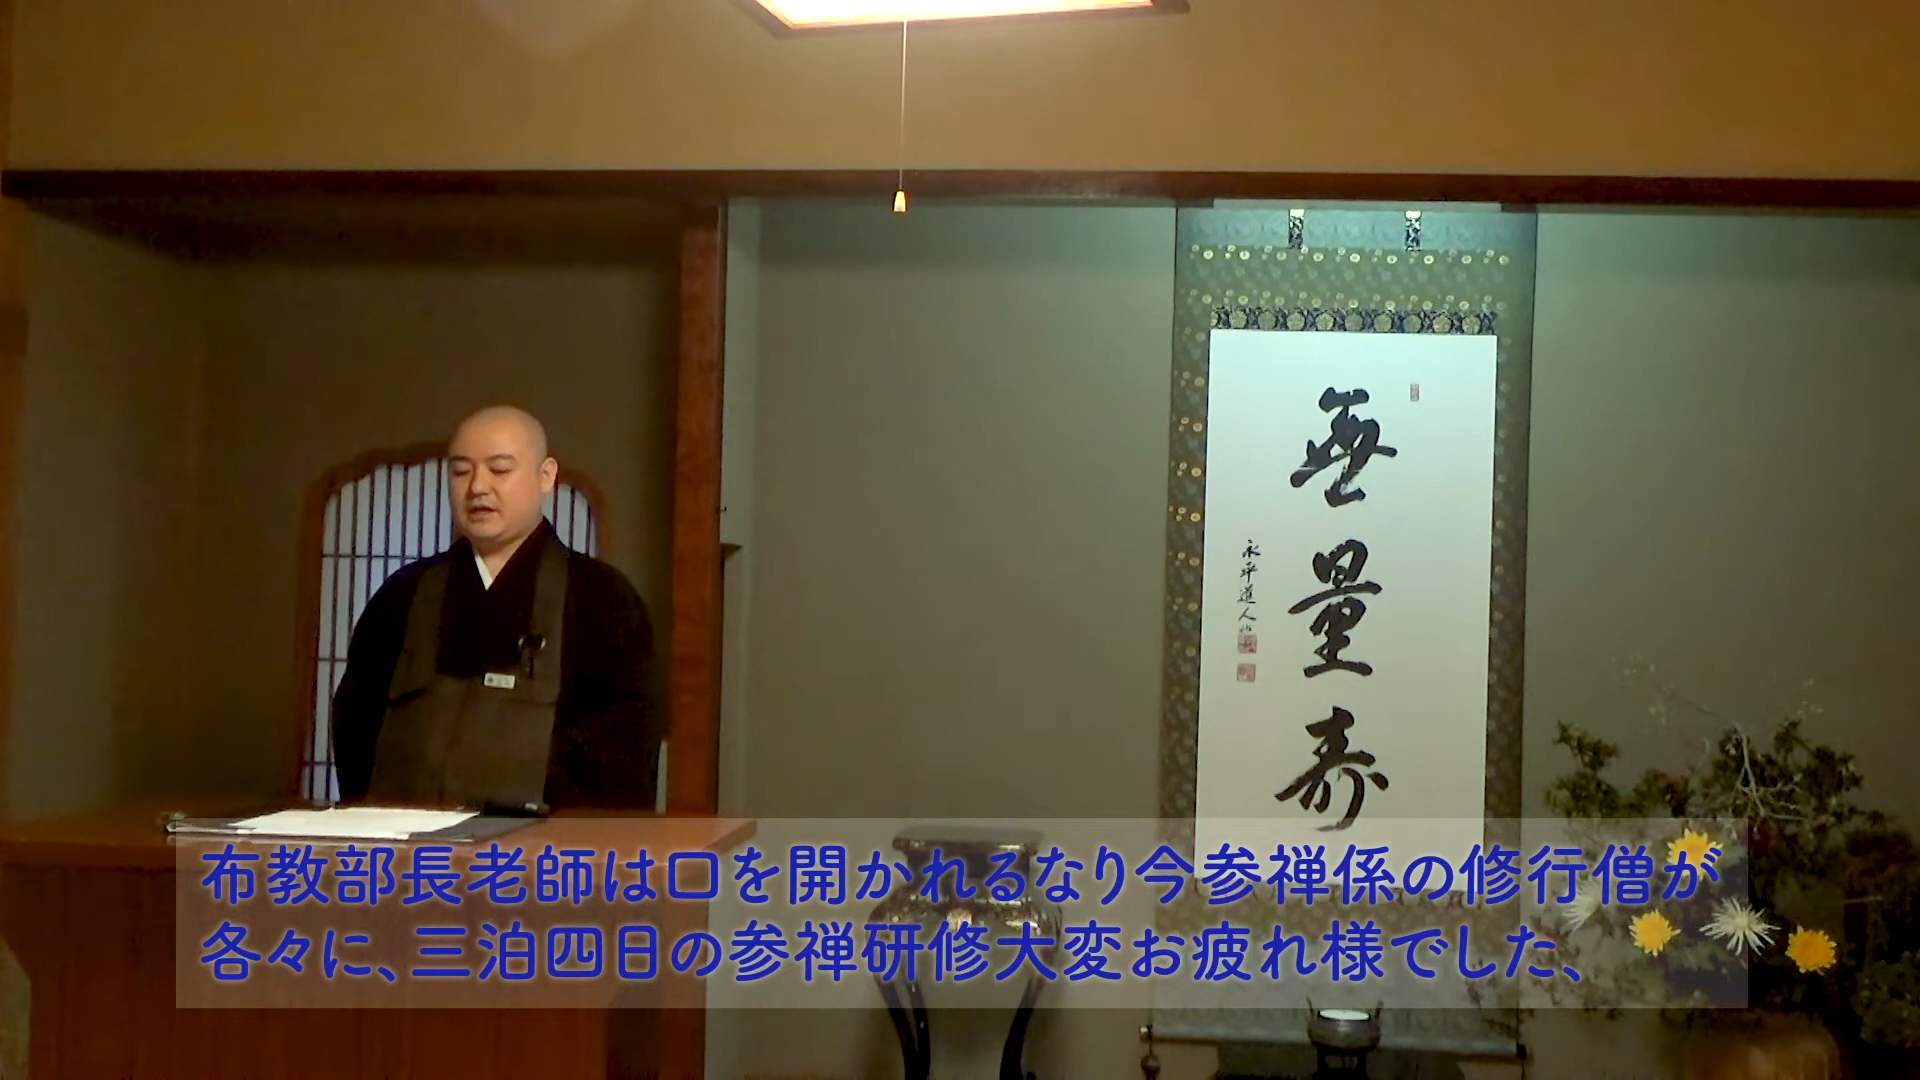 無量寿
永平道人
布教部長老師は口を開かれるなり今参禅係の修行僧が
各々に、三泊四日の参禅研修大変お疲れ様でした、